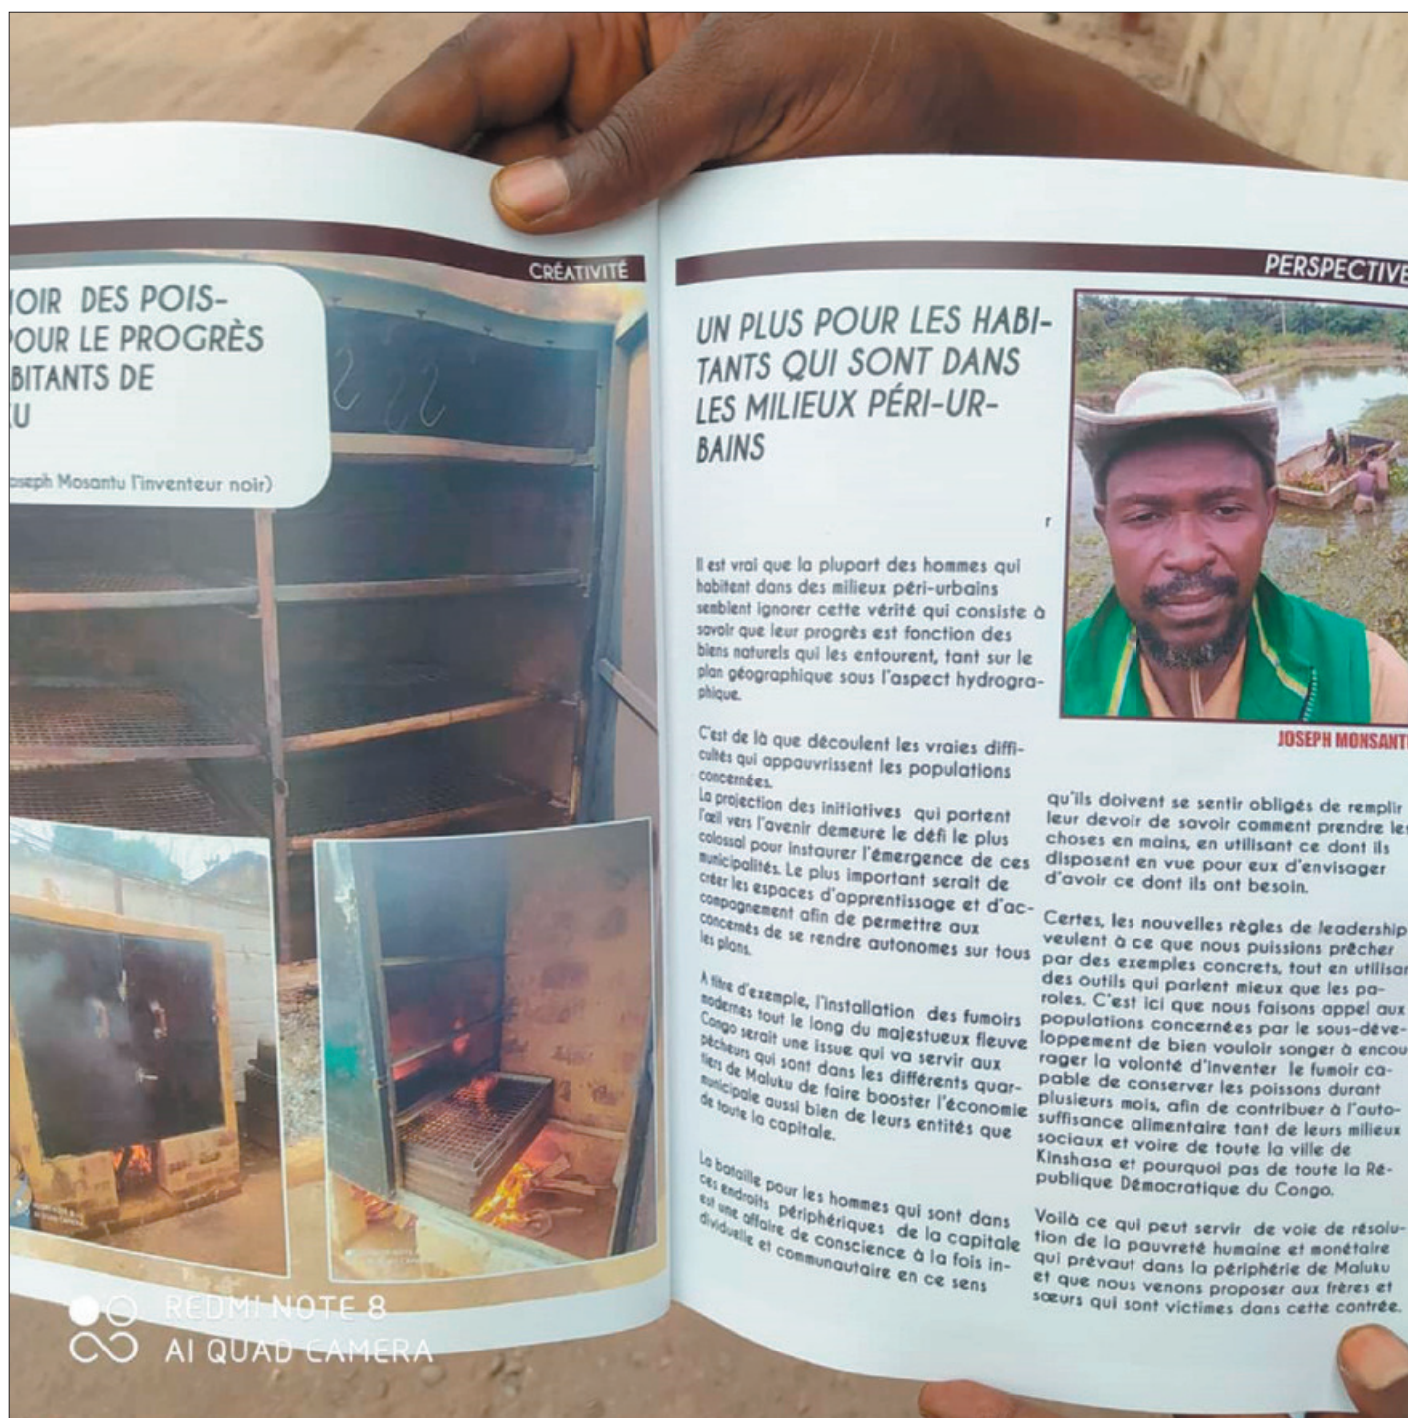 CRÉATIVITÉ
OIR DES POIS-
OUR LE PROGRÈS
BITANTS DE
U
oseph Mosantu l'inventeur noir)
REDMI NOTE 8
AI QUAD CAMERA
PERSPECTIVE
UN PLUS POUR LES HABI-
TANTS QUI SONT DANS
LES MILIEUX PÉRI-UR-
BAINS
r
Il est vrai que la plupart des hommes qui
habitent dans des milieux péri-urbains
semblent ignorer cette vérité qui consiste à
savoir que leur progrès est fonction des
biens naturels qui les entourent, tant sur le
plan géographique sous l'aspect hydrogra-
phique.
C'est de là que découlent les vraies diffi-
cultés qui appauvrissent les populations
concernées.
La projection des initiatives qui portent
l'œil vers l'avenir demeure le défi le plus
colossal pour instaurer l'émergence de ces
municipalités. Le plus important serait de
créer les espaces d'apprentissage et d'ac-
compagnement afin de permettre aux
concernés de se rendre autonomes sur tous
les plans.
A titre d'exemple, l'installation des fumoirs
modernes tout le long du majestueux fleuve
Congo serait une issue qui va servir aux
pêcheurs qui sont dans les différents quar-
tiers de Maluku de faire booster l'économie
municipale aussi bien de leurs entités que
de toute la capitale.
La bataille pour les hommes qui sont dans
ces endroits périphériques de la capitale
est une affaire de conscience à la fois in-
dividuelle et communautaire en ce sens
JOSEPH MONSANTU
qu'ils doivent se sentir obligés de remplir
leur devoir de savoir comment prendre les
choses en mains, en utilisant ce dont ils
disposent en vue pour eux d'envisager
d'avoir ce dont ils ont besoin.
Certes, les nouvelles règles de leadership
veulent à ce que nous puissions prêcher
par des exemples concrets, tout en utilisan
des outils qui parlent mieux que les pa-
roles. C'est ici que nous faisons appel aux
populations concernées par le sous-déve-
loppement de bien vouloir songer à encou
rager la volonté d'inventer le fumoir ca-
pable de conserver les poissons durant
plusieurs mois, afin de contribuer à l'auto-
suffisance alimentaire tant de leurs milieux
sociaux et voire de toute la ville de
Kinshasa et pourquoi pas de toute la Ré-
publique Démocratique du Congo.
Voilà ce qui peut servir de voie de résolu-
tion de la pauvreté humaine et monétaire
qui prévaut dans la périphérie de Maluku
et que nous venons proposer aux frères et
sœurs qui sont victimes dans cette contrée.